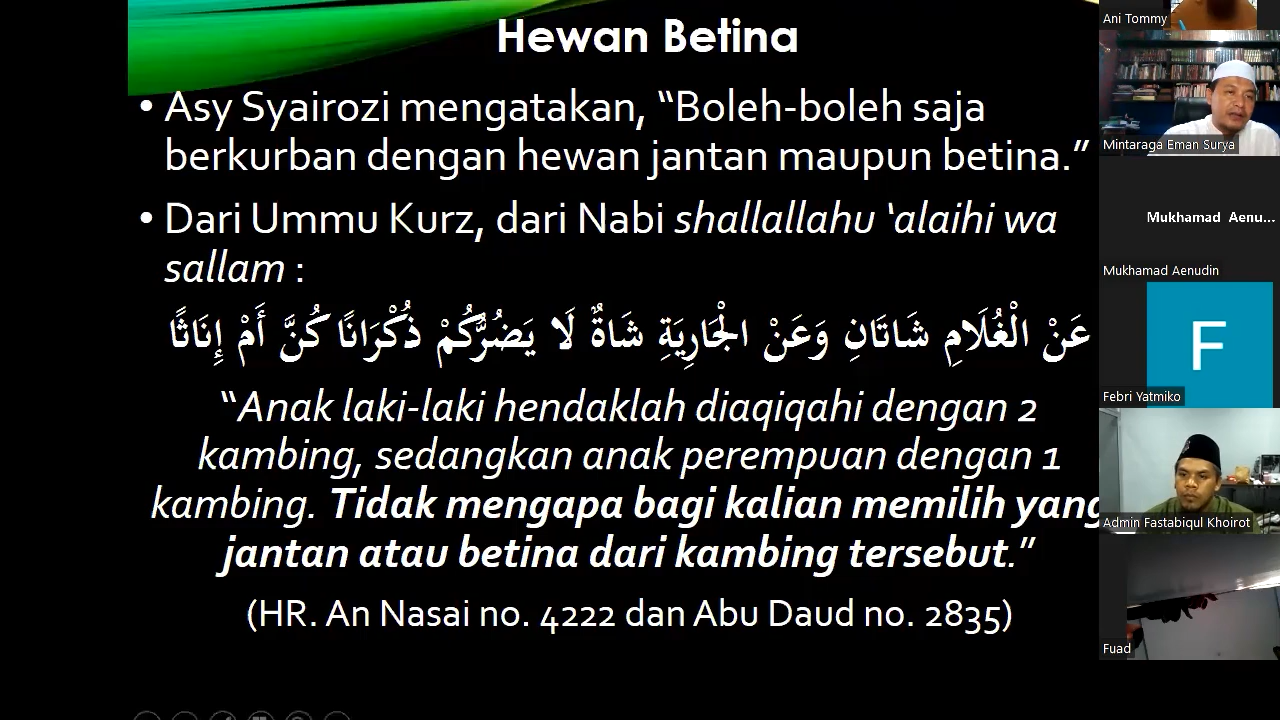 Hewan Betina
• Asy Syairozi mengatakan, “Boleh-boleh saja
berkurban dengan hewan jantan maupun betina.”
• Dari Ummu Kurz, dari Nabi shallallahu ‘alaihi wa
sallam :
عَنْ الْغُلَامِ شَاتَانِ وَعَنْ الْجَارِيَةِ شَاةٌ لَا يَضُرُّكُمْ ذُكْرَانًا كُنَّ أَمْ إِنَاثًا
“Anak laki-laki hendaklah diaqiqahi dengan 2
kambing, sedangkan anak perempuan dengan 1
kambing. Tidak mengapa bagi kalian memilih yang
jantan atau betina dari kambing tersebut.”
(HR. An Nasai no. 4222 dan Abu Daud no. 2835)
Ani Tommy
Mintaraga Eman Surya
Mukhamad Aenu...
Mukhamad Aenudin
F
Febri Yatmiko
Admin Fastabiqul Khoirot
Fuad